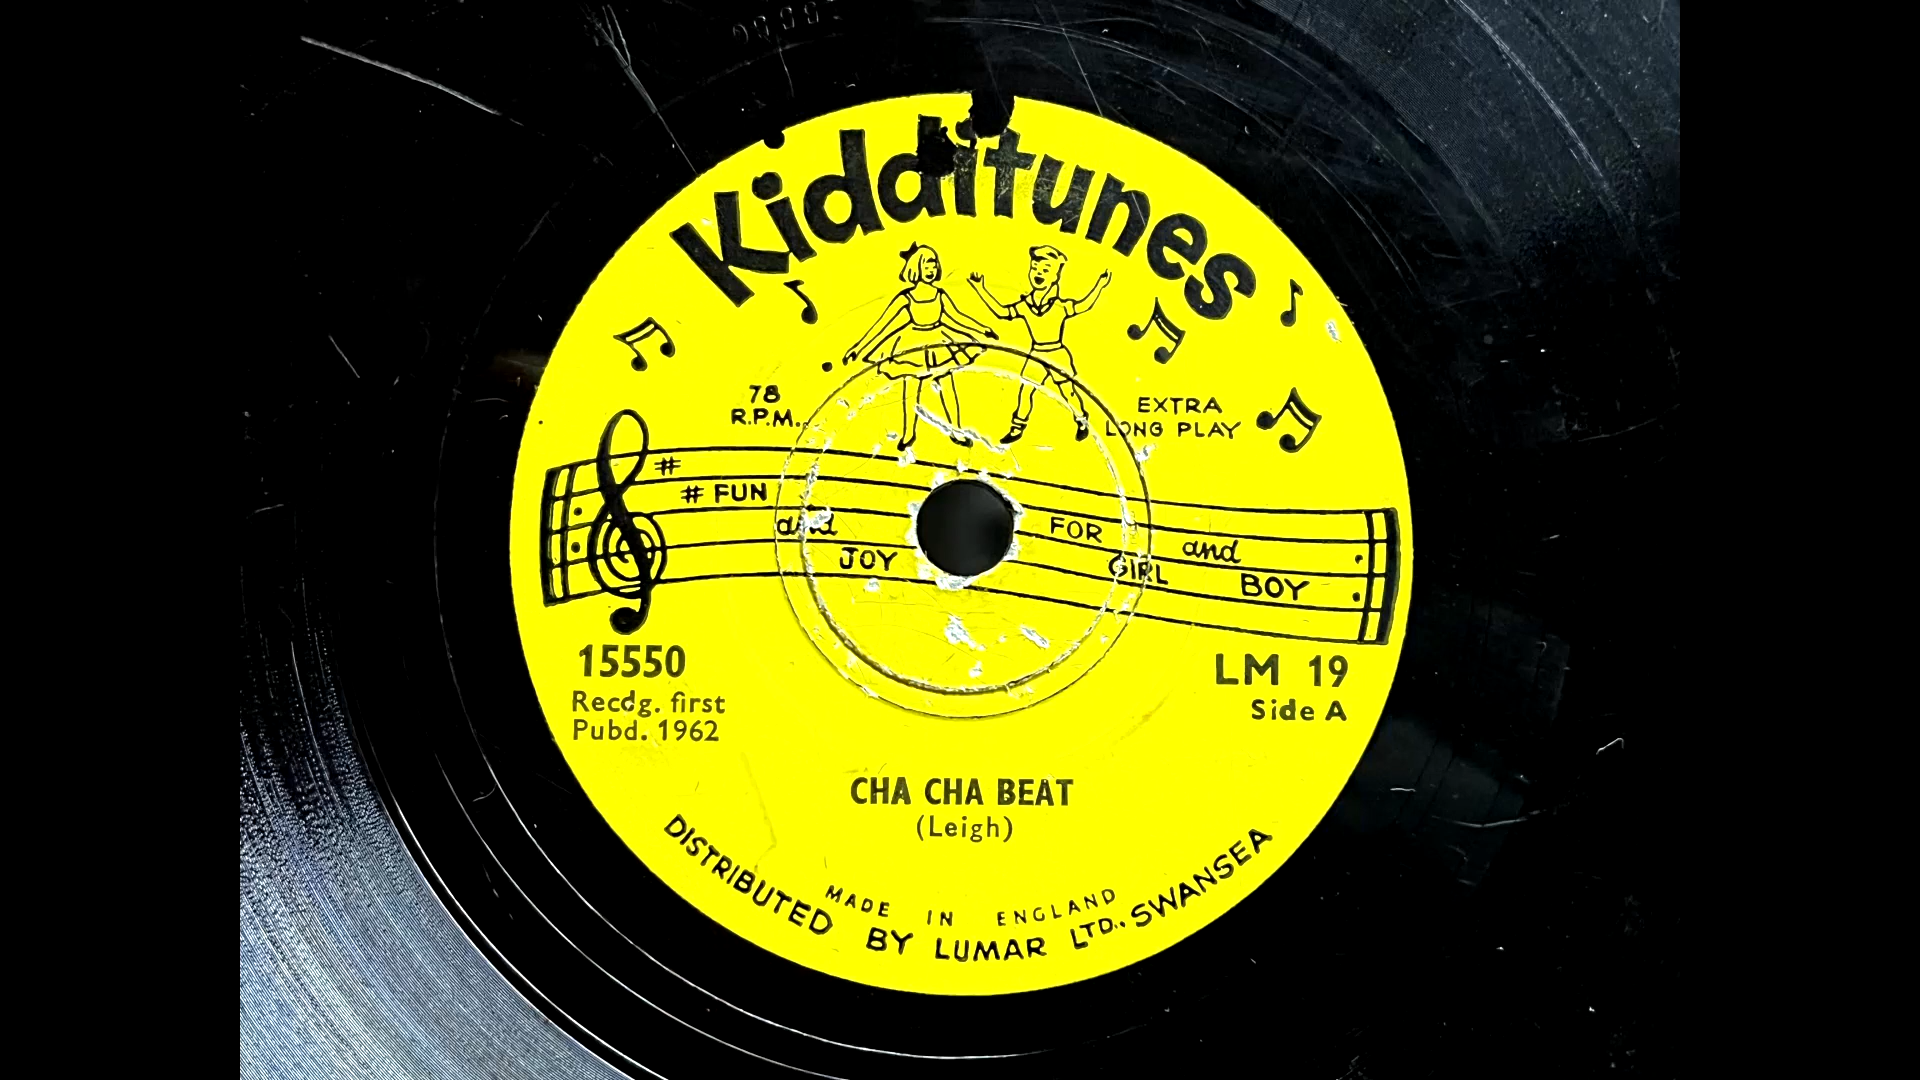 Kidditunes
78
R.P.M.
EXTRA
LONG PLAY
# FUN
and
JOY
FOR
GIRL
and
BOY
15550
Recdg. first
Pubd. 1962
LM 19
Side A
CHA CHA BEAT
(Leigh)
MADE IN ENGLAND
DISTRIBUTED BY LUMAR LTD., SWANSEA